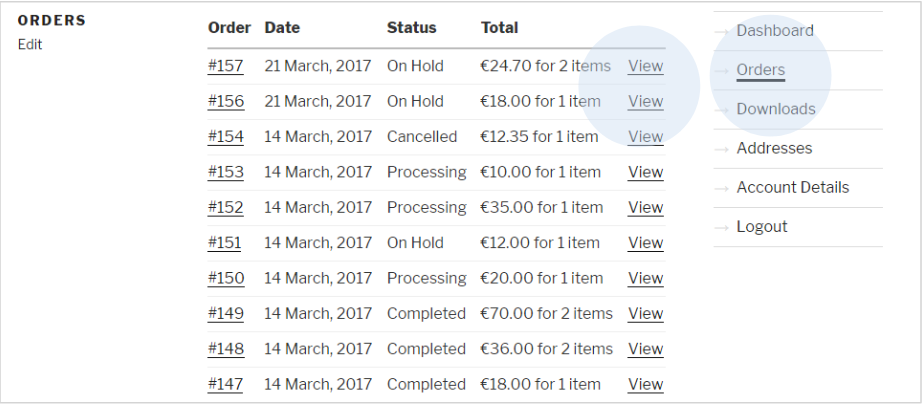 ORDERS
Edit
Order Date Status Total
#157 21 March, 2017 On Hold €24.70 for 2 items View
#156 21 March, 2017 On Hold €18.00 for 1 item View
#154 14 March, 2017 Cancelled €12.35 for 1 item View
#153 14 March, 2017 Processing €10.00 for 1 item View
#152 14 March, 2017 Processing €35.00 for 1 item View
#151 14 March, 2017 On Hold €12.00 for 1 item View
#150 14 March, 2017 Processing €20.00 for 1 item View
#149 14 March, 2017 Completed €70.00 for 2 items View
#148 14 March, 2017 Completed €36.00 for 2 items View
#147 14 March, 2017 Completed €18.00 for 1 item View
→ Dashboard
→ Orders
→ Downloads
→ Addresses
→ Account Details
→ Logout